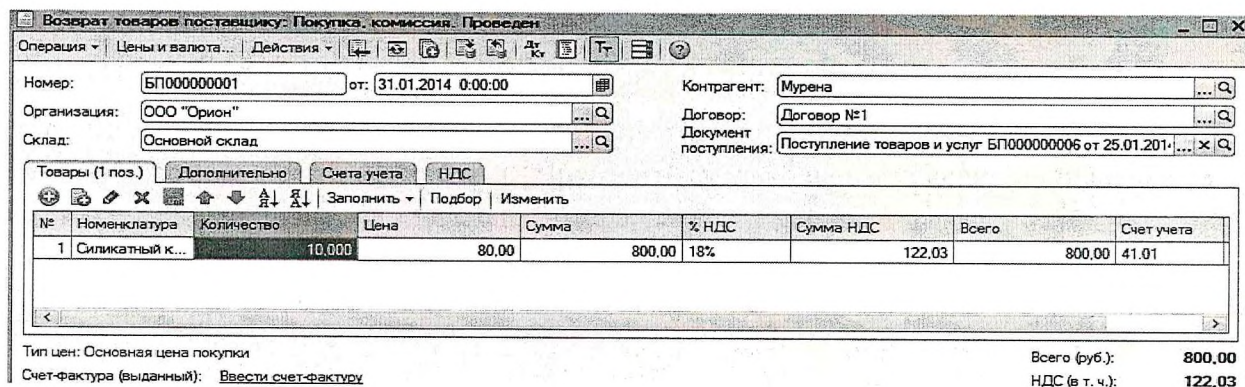 Возврат товаров поставщику: Покупка, комиссия. Проведен
Операция Цены и валюта... Действия
Номер: БП000000001 от: 31.01.2014 0:00:00 Контрагент: Мурена
Организация: ООО "Орион" Договор: Договор №1
Склад: Основной склад Документ поступления: Поступление товаров и услуг БП000000006 от 25.01.201
Товары (1 поз.) Дополнительно Счета учета НДС
Заполнить Подбор Изменить
№ Номенклатура Количество Цена Сумма % НДС Сумма НДС Всего Счет учета
1 Силикатный к... 10,000 80,00 800,00 18% 122,03 800,00 41.01
Тип цен: Основная цена покупки Всего (руб.): 800,00
Счет-фактура (выданный): Ввести счет-фактуру НДС (в т. ч.): 122,03